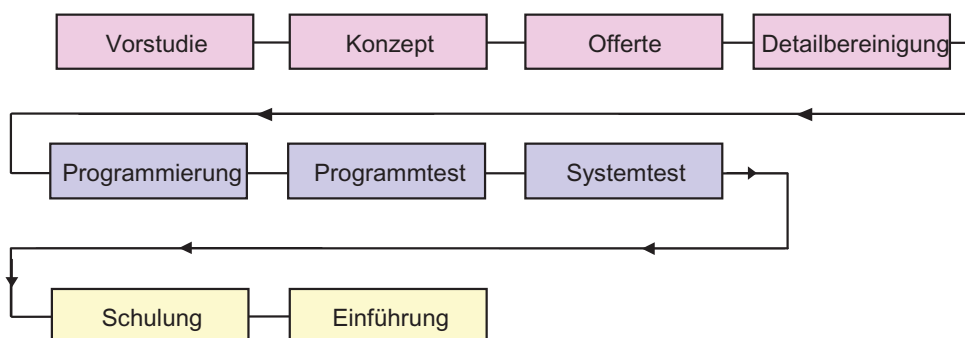 Vorstudie
Konzept
Offerte
Detailbereinigung
Programmierung
Programmtest
Systemtest
Schulung
Einführung